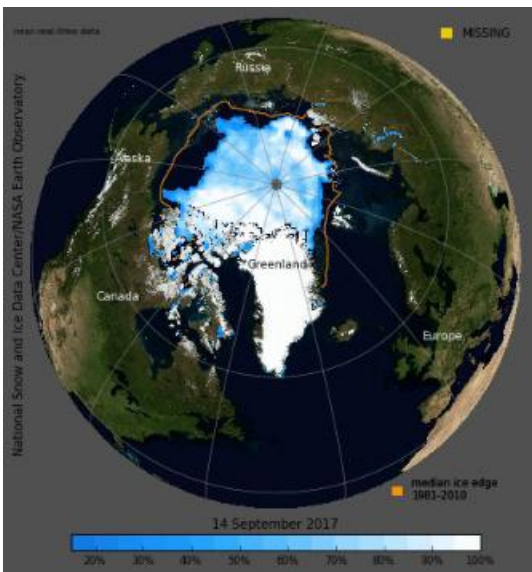 near-real-time data
MISSING
National Snow and Ice Data Center/NASA Earth Observatory
Russia
Alaska
Greenland
Canada
Europe
median ice edge
1981-2010
14 September 2017
20% 30% 40% 50% 60% 70% 80% 90% 100%